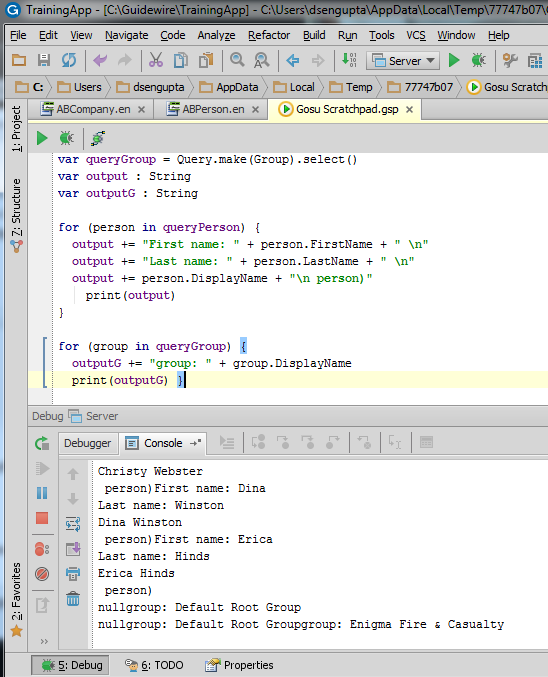 TrainingApp - [C:\Guidewire\TrainingApp] - C:\Users\dsengupta\AppData\Local\Temp\77747b07\
File Edit View Navigate Code Analyze Refactor Build Run Tools VCS Window Help
Server
C: Users dsengupta AppData Local Temp 77747b07 Gosu Scratch
ABCompany.en ABPerson.en Gosu Scratchpad.gsp
1: Project
Z: Structure
var queryGroup = Query.make(Group).select()
var output : String
var outputG : String
for (person in queryPerson) {
output += "First name: " + person.FirstName + " \n"
output += "Last name: " + person.LastName + " \n"
output += person.DisplayName + "\n person)"
print(output)
}
for (group in queryGroup) {
outputG += "group: " + group.DisplayName
print(outputG) }
Debug Server
Debugger Console
Christy Webster
person)First name: Dina
Last name: Winston
Dina Winston
person)First name: Erica
Last name: Hinds
Erica Hinds
person)
nullgroup: Default Root Group
nullgroup: Default Root Groupgroup: Enigma Fire & Casualty
2: Favorites
5: Debug 6: TODO Properties